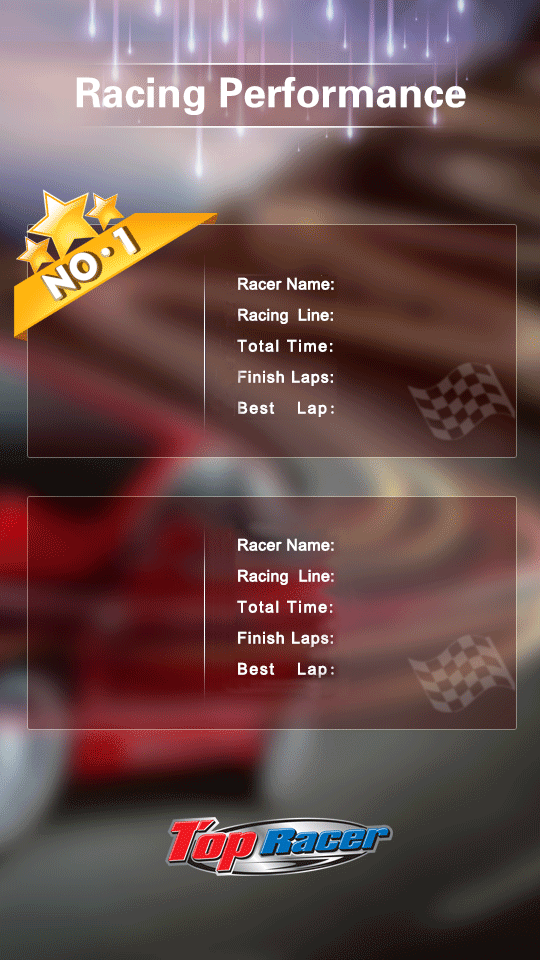 Racing Performance
NO·1
Racer Name:
Racing Line:
Total Time:
Finish Laps:
Best Lap:
Racer Name:
Racing Line:
Total Time:
Finish Laps:
Best Lap:
Top Racer